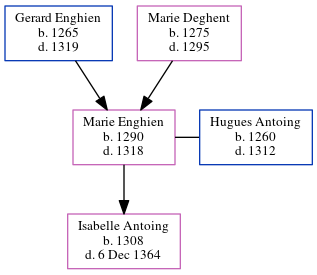 Gerard Enghien
b. 1265
d. 1319
Marie Deghent
b. 1275
d. 1295
Marie Enghien
b. 1290
d. 1318
Hugues Antoing
b. 1260
d. 1312
Isabelle Antoing
b. 1308
d. 6 Dec 1364